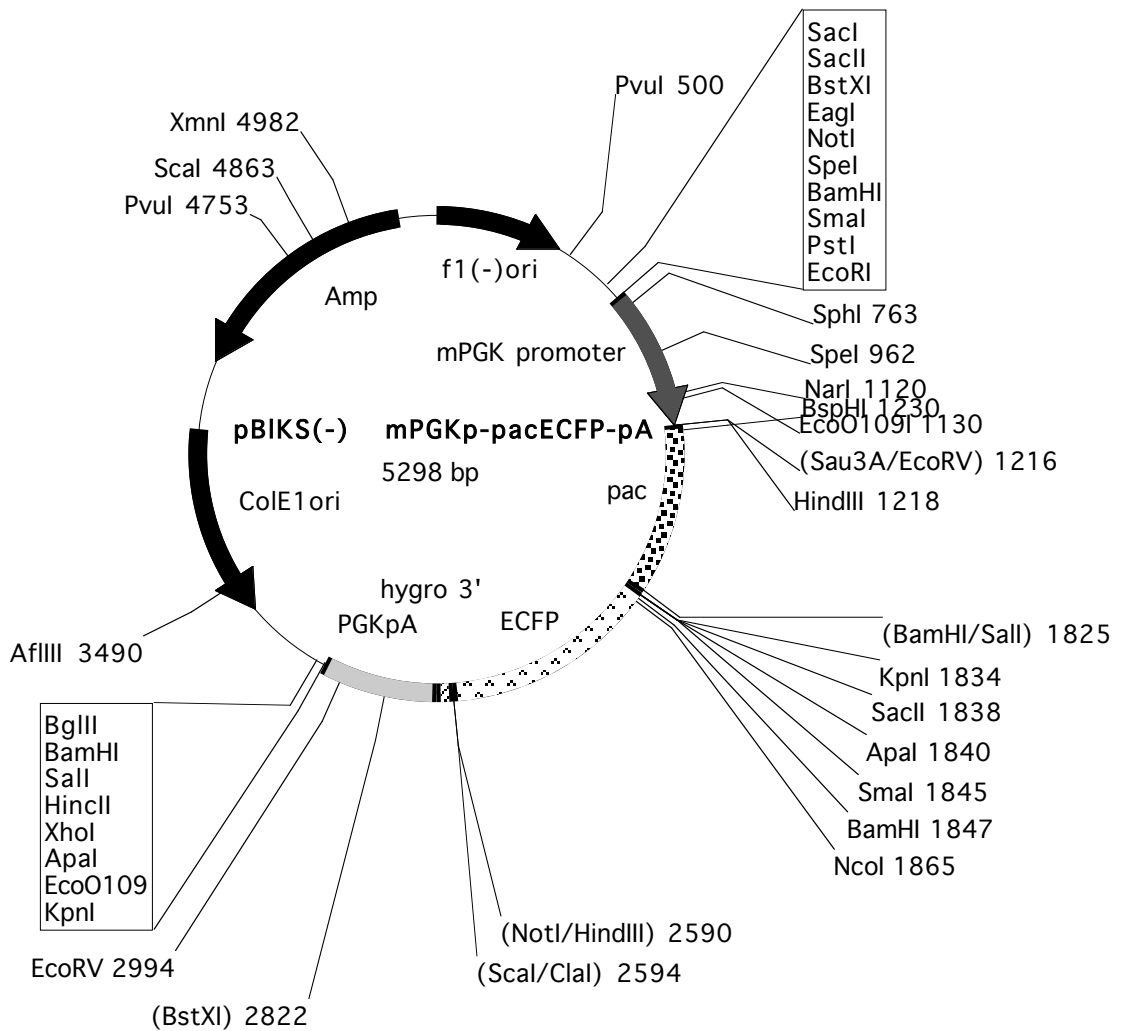 SacI
SacII
BstXI
EagI
NotI
SpeI
BamHI
SmaI
PstI
EcoRI
PvuI 500
XmnI 4982
ScaI 4863
PvuI 4753
f1(-)ori
Amp
SphI 763
mPGK promoter
SpeI 962
NarI 1120
BspHI 1230
EcoO109I 1130
pBlKS(-) mPGKp-pacECFP-pA
(Sau3A/EcoRV) 1216
5298 bp
pac
ColE1ori
HindIII 1218
hygro 3'
PGKpA
ECFP
(BamHI/SalI) 1825
AflIII 3490
KpnI 1834
SacII 1838
BglII
BamHI
SalI
HincII
XhoI
ApaI
EcoO109
KpnI
ApaI 1840
SmaI 1845
BamHI 1847
NcoI 1865
(NotI/HindIII) 2590
EcoRV 2994
(ScaI/ClaI) 2594
(BstXI) 2822